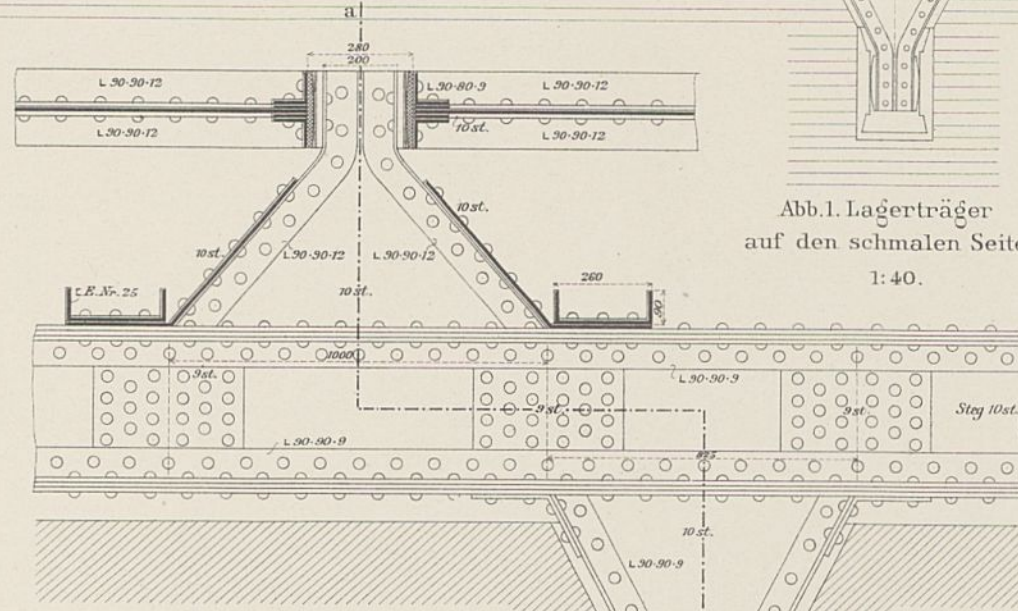 a
280
200
L 90·90·12
L 90·80·9
L 90·90·12
L 90·90·12
10 st.
L 90·90·12
Abb.1. Lagerträger
auf den schmalen Seite
1:40.
10 st.
10 st.
L 90·90·12
L 90·90·12
260
90
E. Nr. 25
10 st.
1000
9 st.
L 90·90·9
9 st.
9 st.
Steg 10 st.
L 90·90·9
825
10 st.
L 90·90·9